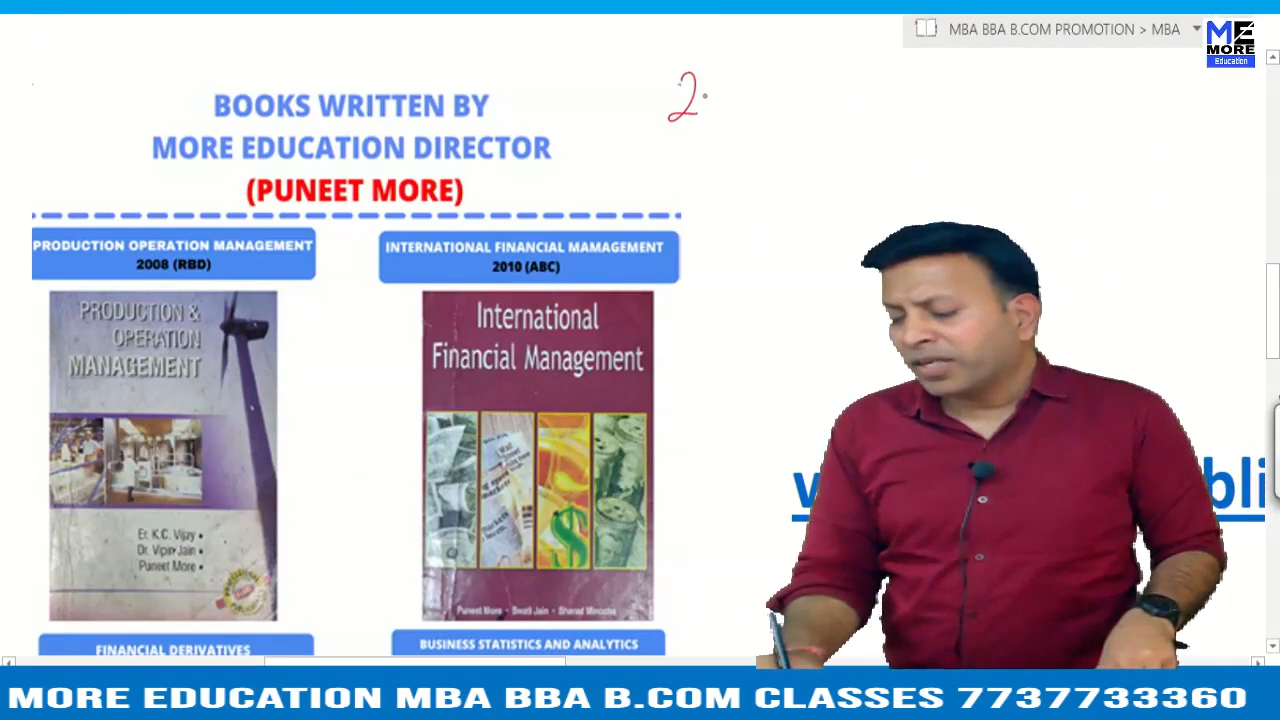 MBA BBA B.COM PROMOTION > MBA
ME
MORE
Education
2
BOOKS WRITTEN BY
MORE EDUCATION DIRECTOR
(PUNEET MORE)
PRODUCTION OPERATION MANAGEMENT
2008 (RBD)
INTERNATIONAL FINANCIAL MAMAGEMENT
2010 (ABC)
PRODUCTION &
OPERATION
MANAGEMENT
Er. K.C. Vijay
Dr. Vipin Jain
Puneet More
International
Financial Management
Puneet More · Swati Jain · Sharad Minocha
bli
FINANCIAL DERIVATIVES
BUSINESS STATISTICS AND ANALYTICS
MORE EDUCATION MBA BBA B.COM CLASSES 7737733360